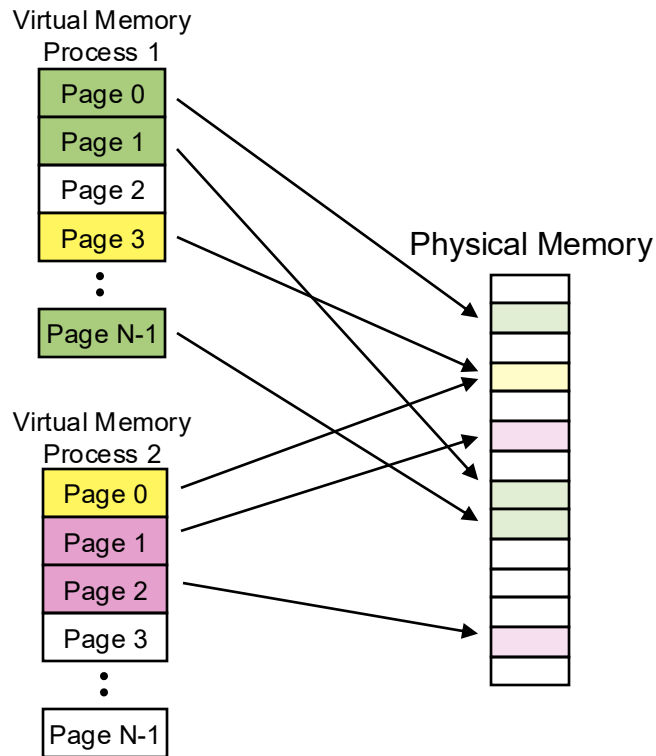 Virtual Memory
Process 1
Page 0
Page 1
Page 2
Page 3
Page N-1
Physical Memory
Virtual Memory
Process 2
Page 0
Page 1
Page 2
Page 3
Page N-1